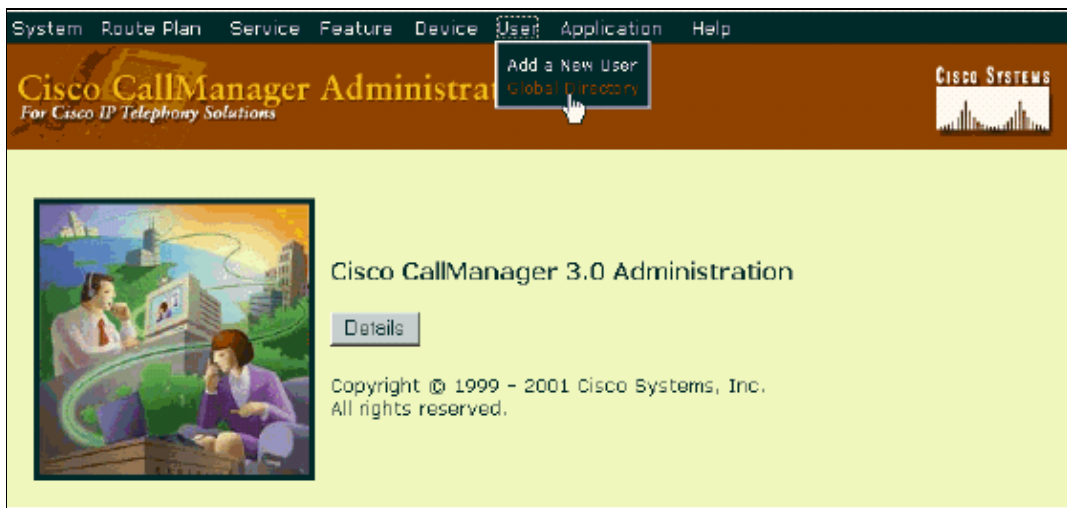 System Route Plan Service Feature Device User Application Help
Add a New User
Global Directory
Cisco CallManager Administrat
For Cisco IP Telephony Solutions
CISCO SYSTEMS
Cisco CallManager 3.0 Administration
Details
Copyright © 1999 - 2001 Cisco Systems, Inc.
All rights reserved.